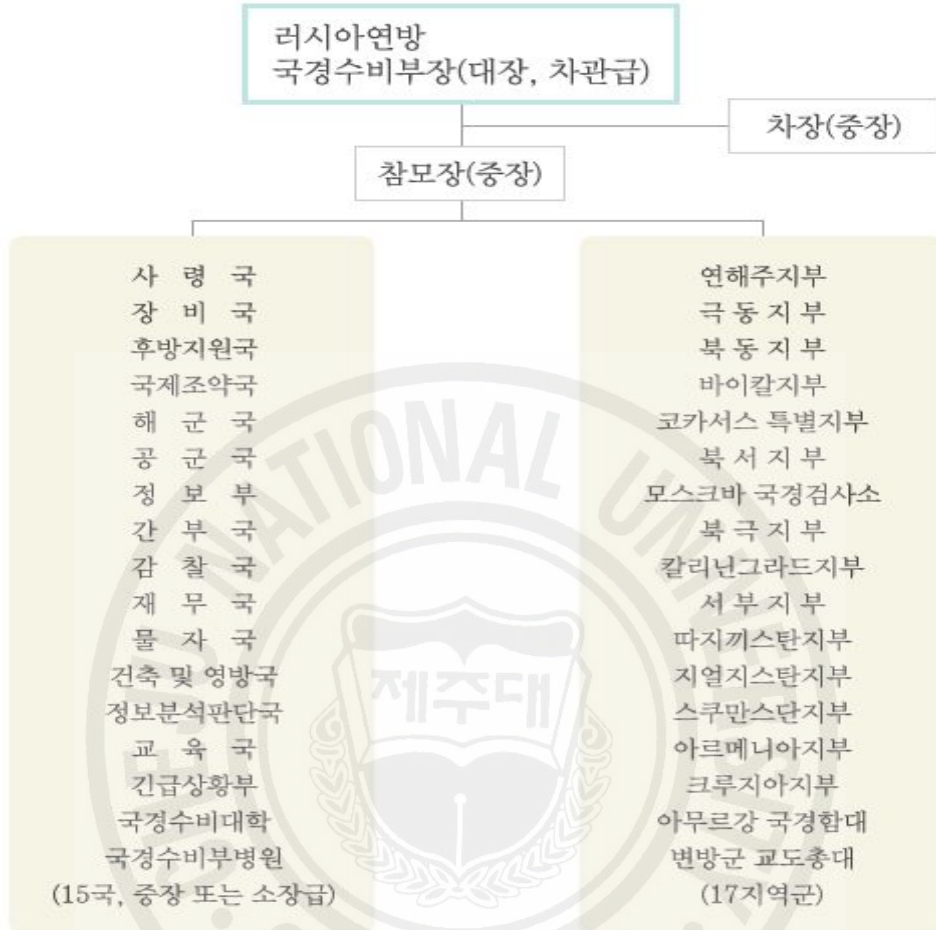 러시아연방
국경수비부장(대장, 차관급)
차장(중장)
참모장(중장)
사 령 국
장 비 국
후방지원국
국제조약국
해 군 국
공 군 국
정 보 부
간 부 국
감 찰 국
재 무 국
물 자 국
건축 및 영방국
정보분석판단국
교 육 국
긴급상황부
국경수비대학
국경수비부병원
(15국, 중장 또는 소장급)
연해주지부
극 동 지 부
북 동 지 부
바이칼지부
코카서스 특별지부
북 서 지 부
모스크바 국경검사소
북 극 지 부
칼리닌그라드지부
서 부 지 부
따지끼스탄지부
지얼지스탄지부
스쿠만스단지부
아르메니아지부
크루지아지부
아무르강 국경함대
변방군 교도총대
(17지역군)
JEJU NATIONAL UNIVERSITY
제주대